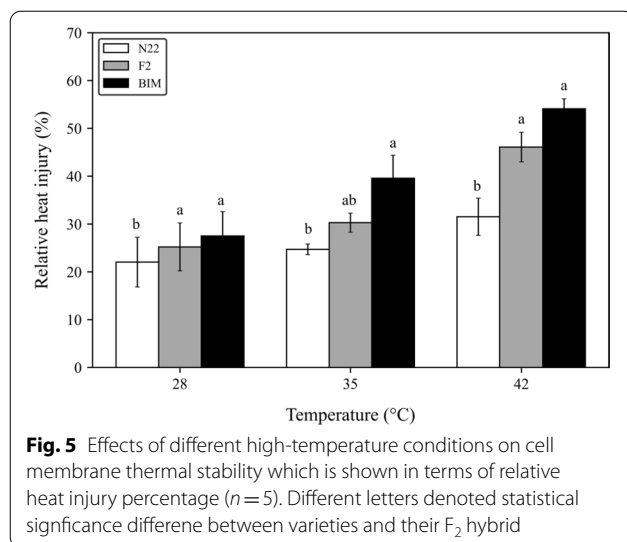 70
60
50
40
30
20
10
0
Relative heat injury (%)
N22
F2
BIM
b a a
b ab a
b a a
28 35 42
Temperature (°C)
Fig. 5 Effects of different high-temperature conditions on cell
membrane thermal stability which is shown in terms of relative
heat injury percentage (n = 5). Different letters denoted statistical
signficance differene between varieties and their F2 hybrid